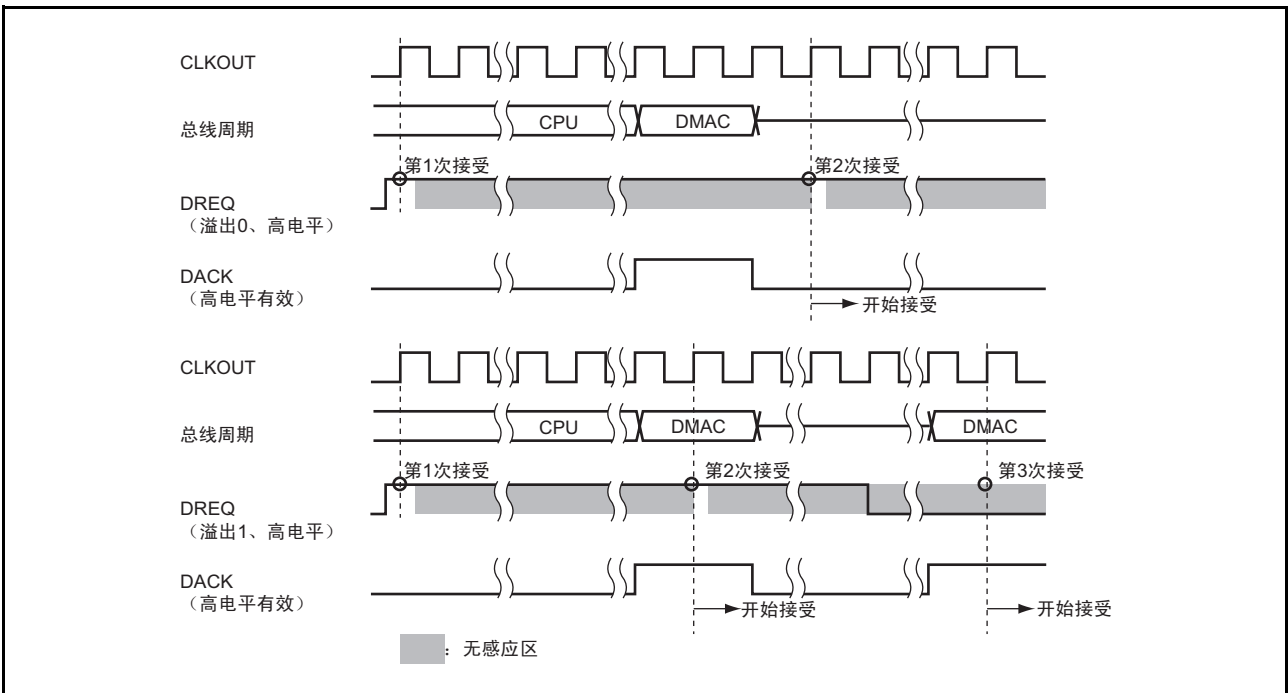 CLKOUT
总线周期
CPU
DMAC
第1次接受
第2次接受
DREQ
（溢出0、高电平）
DACK
（高电平有效）
开始接受
CLKOUT
总线周期
CPU
DMAC
DMAC
第1次接受
第2次接受
第3次接受
DREQ
（溢出1、高电平）
DACK
（高电平有效）
开始接受
开始接受
：无感应区